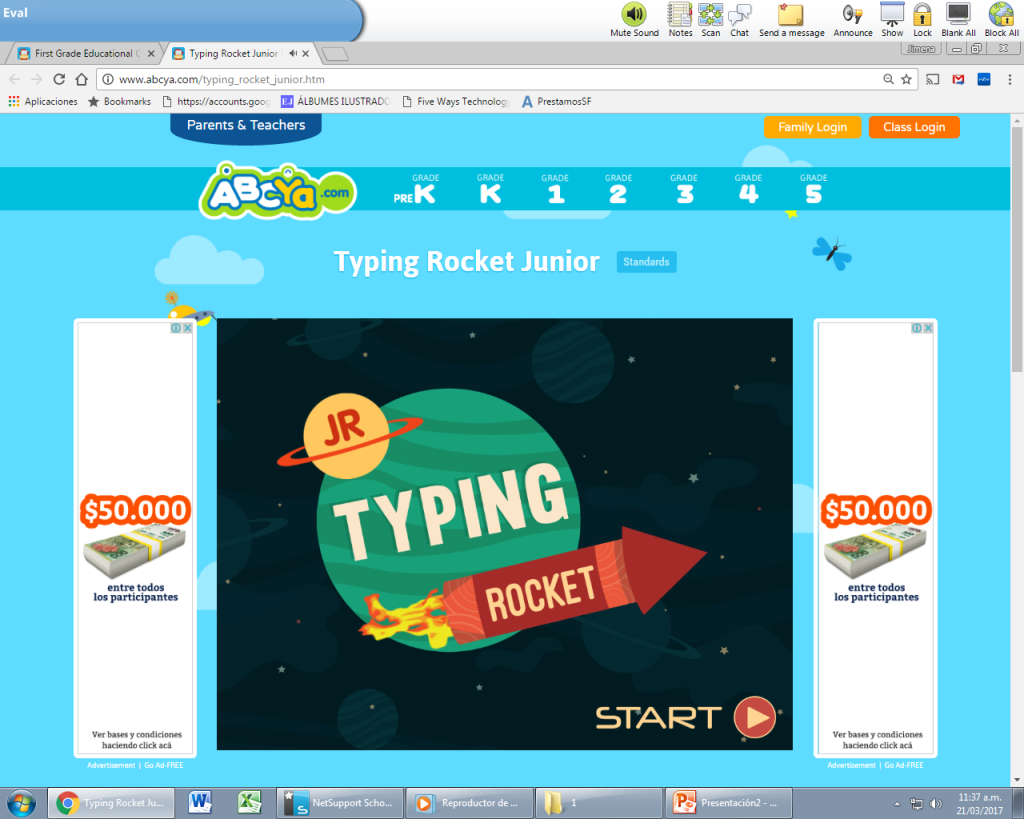 Eval
Mute Sound Notes Scan Chat Send a message Announce Show Lock Blank All Block All
First Grade Educational Typing Rocket Junior Jimena
www.abcya.com/typing_rocket_junior.htm
Aplicaciones Bookmarks https://accounts.goog ÁLBUMES ILUSTRADO Five Ways Technology PrestamosSF
Parents & Teachers Family Login Class Login
ABCYa.com GRADE PRE K GRADE K GRADE 1 GRADE 2 GRADE 3 GRADE 4 GRADE 5
Typing Rocket Junior Standards
JR
TYPING
ROCKET
START
$50.000
entre todos
los participantes
Ver bases y condiciones
haciendo click acá
Advertisement | Go Ad-FREE
$50.000
entre todos
los participantes
Ver bases y condiciones
haciendo click acá
Advertisement | Go Ad-FREE
Typing Rocket Ju... NetSupport Scho... Reproductor de ... 1 Presentación2 - ...
11:37 a.m.
21/03/2017